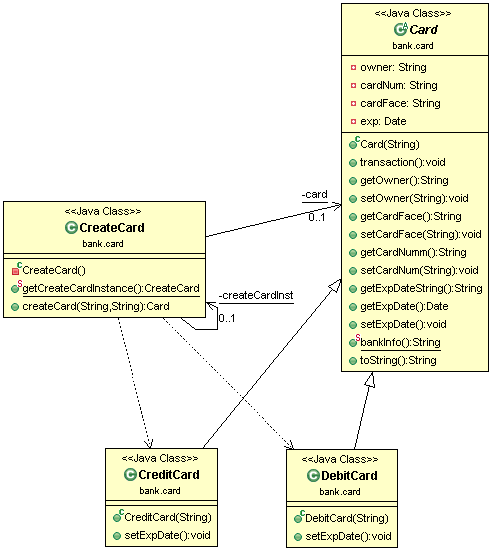 <<Java Class>>
Card
bank.card
owner: String
cardNum: String
cardFace: String
exp: Date
Card(String)
transaction():void
getOwner():String
setOwner(String):void
getCardFace():String
setCardFace(String):void
getCardNumm():String
setCardNum(String):void
getExpDateString():String
getExpDate():Date
setExpDate():void
bankInfo():String
toString():String
-card
0..1
<<Java Class>>
CreateCard
bank.card
CreateCard()
getCreateCardInstance():CreateCard
createCard(String,String):Card
-createCardInst
0..1
<<Java Class>>
CreditCard
bank.card
CreditCard(String)
setExpDate():void
<<Java Class>>
DebitCard
bank.card
DebitCard(String)
setExpDate():void